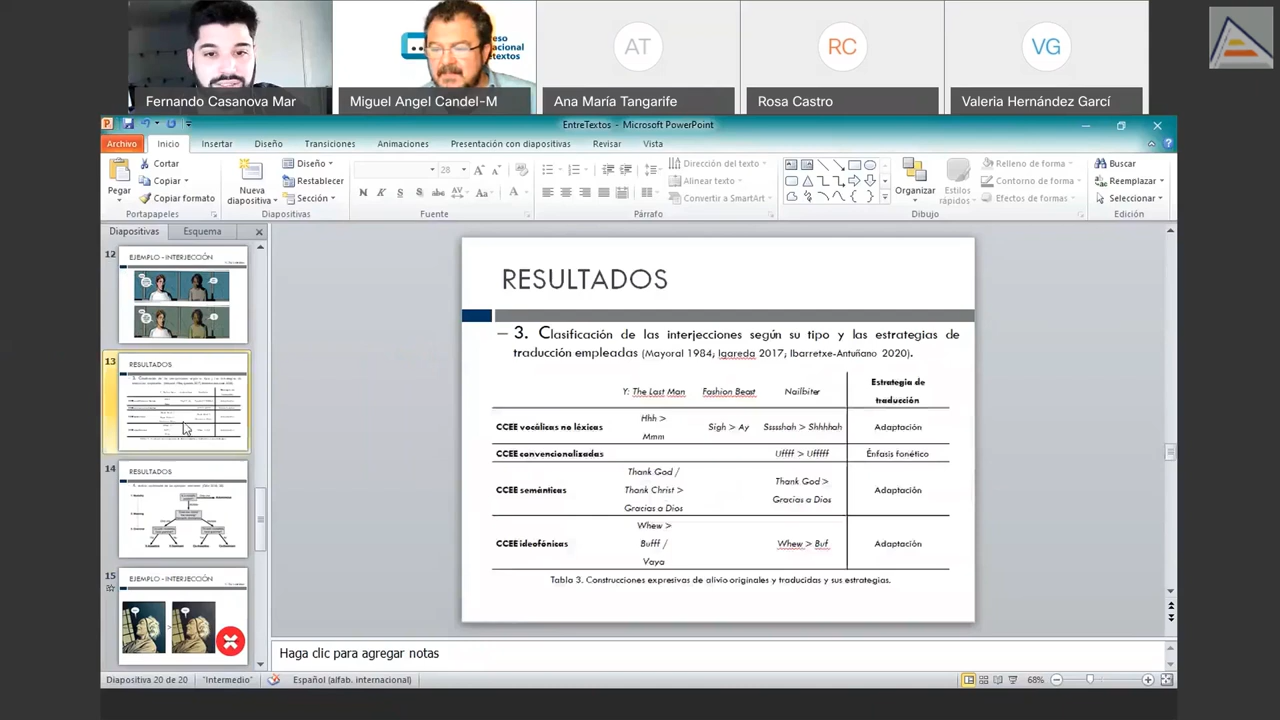 reso
nacional
etextos
AT
RC
VG
Fernando Casanova Mar
Miguel Angel Candel-M
Ana María Tangarife
Rosa Castro
Valeria Hernández Garcí
EntreTextos - Microsoft PowerPoint
Archivo
Inicio
Insertar
Diseño
Transiciones
Animaciones
Presentación con diapositivas
Revisar
Vista
Pegar
Cortar
Copiar
Copiar formato
Portapapeles
Nueva
diapositiva
Diseño
Restablecer
Sección
Diapositivas
28
N K S S abc AV Aa A
Fuente
Párrafo
Dirección del texto
Alinear texto
Convertir a SmartArt
Organizar
Estilos
rápidos
Relleno de forma
Contorno de forma
Efectos de formas
Dibujo
Buscar
Reemplazar
Seleccionar
Edición
Diapositivas
Esquema
12
EJEMPLO - INTERJECCIÓN
13
RESULTADOS
14
RESULTADOS
15
EJEMPLO - INTERJECCIÓN
RESULTADOS
– 3. Clasificación de las interjecciones según su tipo y las estrategias de
traducción empleadas (Mayoral 1984; Igareda 2017; Ibarretxe-Antuñano 2020).
Y: The Last Man Fashion Beast Nailbiter Estrategia de
traducción
CCEE vocálicas no léxicas Hhh >
Mmm Sigh > Ay Ssssshah > Shhhhah Adaptación
CCEE convencionalizadas Uffff > Ufffff Énfasis fonético
CCEE semánticas Thank God /
Thank Christ >
Gracias a Dios Thank God >
Gracias a Dios Adaptación
CCEE ideofónicas Whew >
Bufff /
Vaya Whew > Buf Adaptación
Tabla 3. Construcciones expresivas de alivio originales y traducidas y sus estrategias.
Haga clic para agregar notas
Diapositiva 20 de 20
"Intermedio"
Español (alfab. internacional)
68%